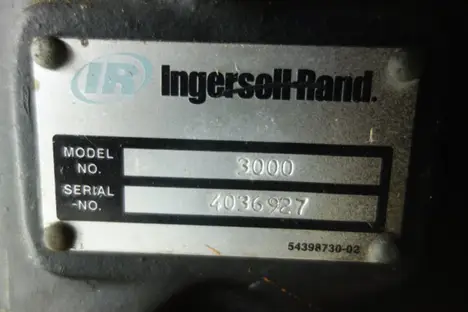 IR Ingersoll-Rand.
MODEL NO. 3000
SERIAL -NO. 4036927
54398730-02